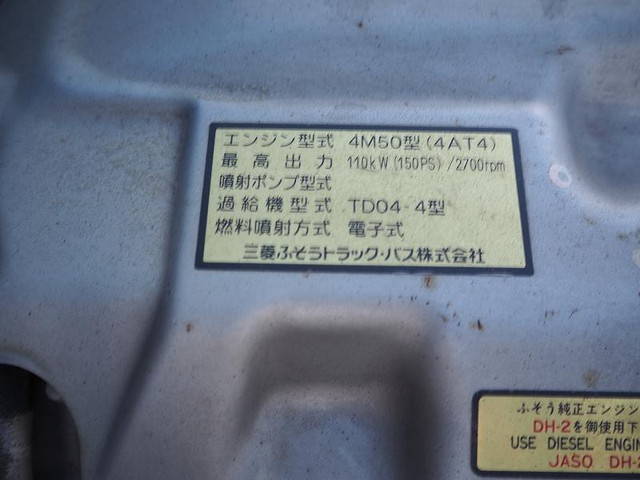 エンジン型式 4M50型(4AT4)
最高出力 110kW(150PS)/2700rpm
噴射ポンプ型式
過給機型式 TD04-4型
燃料噴射方式 電子式
三菱ふそうトラック・バス株式会社
ふそう純正エンジン
DH-2を御使用下
USE DIESEL ENGIN
JASO DH-2